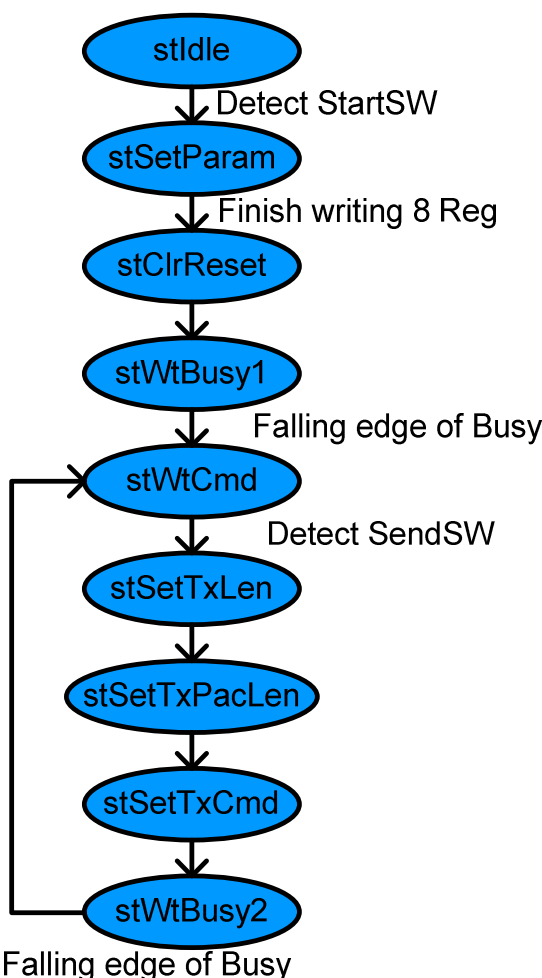 stIdle
Detect StartSW
stSetParam
Finish writing 8 Reg
stClrReset
stWtBusy1
Falling edge of Busy
stWtCmd
Detect SendSW
stSetTxLen
stSetTxPacLen
stSetTxCmd
stWtBusy2
Falling edge of Busy